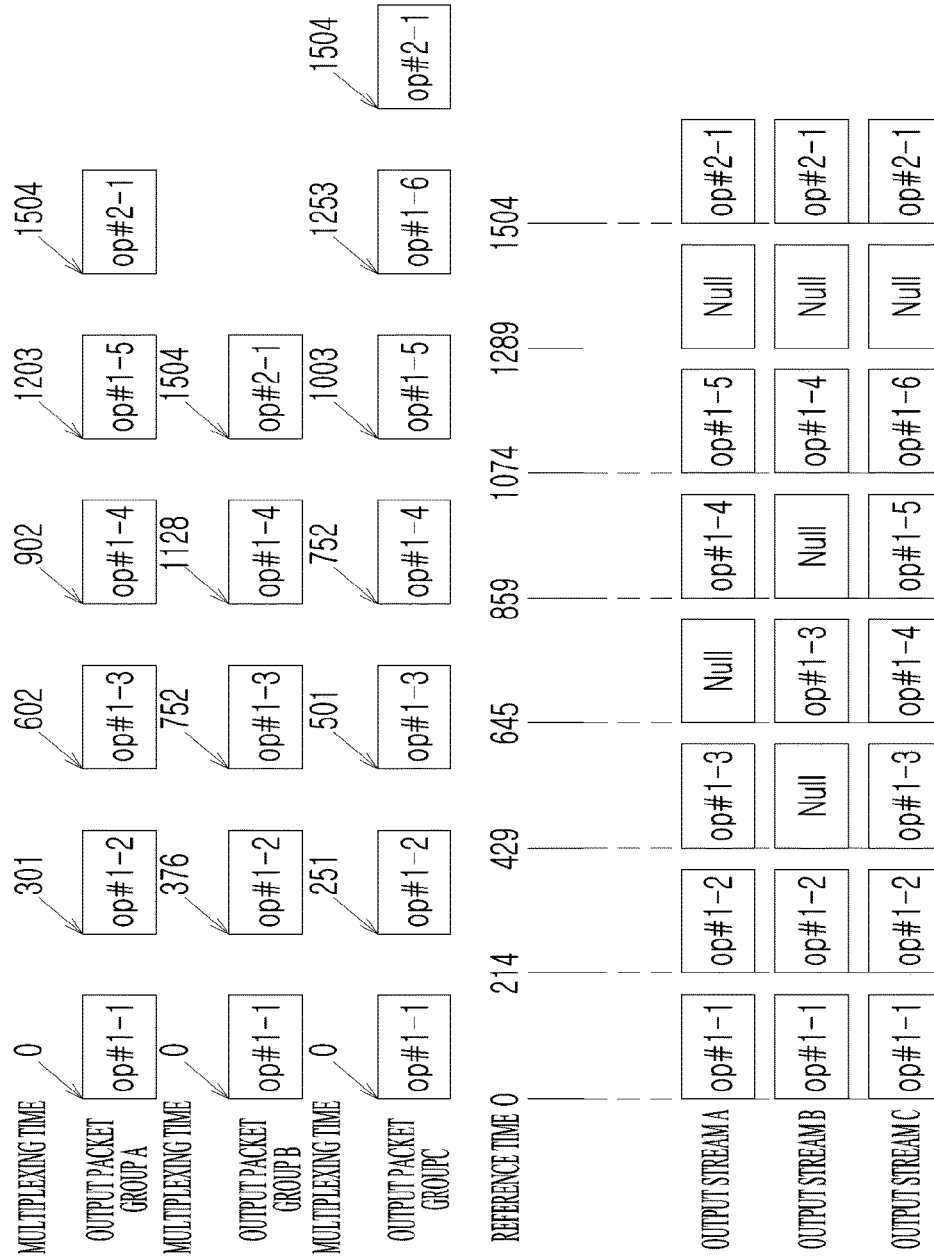 MULTIPLEXING TIME 0 301 602 902 1203 1504
OUTPUT PACKET
GROUP A
op#1-1 op#1-2 op#1-3 op#1-4 op#1-5 op#2-1
MULTIPLEXING TIME 0 376 752 1128 1504
OUTPUT PACKET
GROUP B
op#1-1 op#1-2 op#1-3 op#1-4 op#2-1
MULTIPLEXING TIME 0 251 501 752 1003 1253 1504
OUTPUT PACKET
GROUPC
op#1-1 op#1-2 op#1-3 op#1-4 op#1-5 op#1-6 op#2-1
REFERENCE TIME 0 214 429 645 859 1074 1289 1504
OUTPUT STREAM A op#1-1 op#1-2 op#1-3 Null op#1-4 op#1-5 Null op#2-1
OUTPUT STREAM B op#1-1 op#1-2 Null op#1-3 Null op#1-4 Null op#2-1
OUTPUT STREAM C op#1-1 op#1-2 op#1-3 op#1-4 op#1-5 op#1-6 Null op#2-1